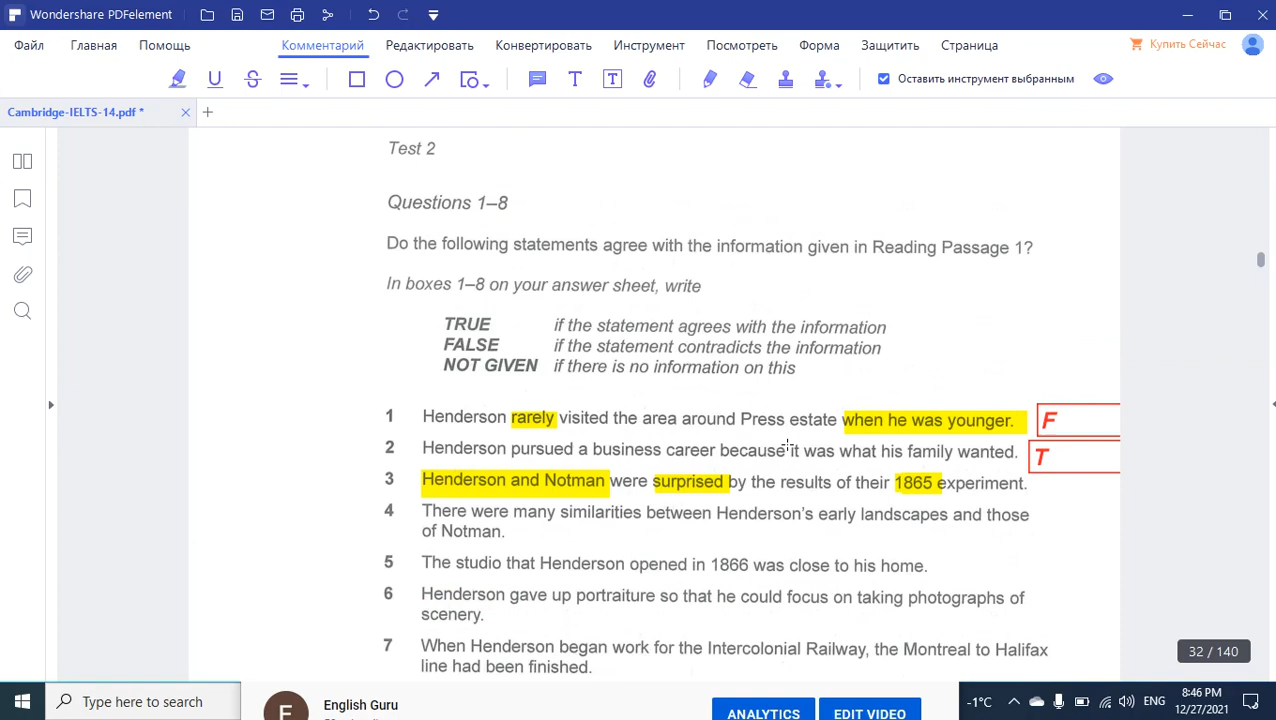 Wondershare PDFelement
Файл Главная Помощь Комментарий Редактировать Конвертировать Инструмент Посмотреть Форма Защитить Страница Купить Сейчас
Оставить инструмент выбранным
Cambridge-IELTS-14.pdf *
Test 2
Questions 1–8
Do the following statements agree with the information given in Reading Passage 1?
In boxes 1–8 on your answer sheet, write
TRUE if the statement agrees with the information
FALSE if the statement contradicts the information
NOT GIVEN if there is no information on this
1 Henderson rarely visited the area around Press estate when he was younger. F
2 Henderson pursued a business career because it was what his family wanted. T
3 Henderson and Notman were surprised by the results of their 1865 experiment.
4 There were many similarities between Henderson's early landscapes and those
of Notman.
5 The studio that Henderson opened in 1866 was close to his home.
6 Henderson gave up portraiture so that he could focus on taking photographs of
scenery.
7 When Henderson began work for the Intercolonial Railway, the Montreal to Halifax
line had been finished.
32 / 140
Type here to search
E
English Guru
ANALYTICS
EDIT VIDEO
-1°C
ENG
8:46 PM
12/27/2021